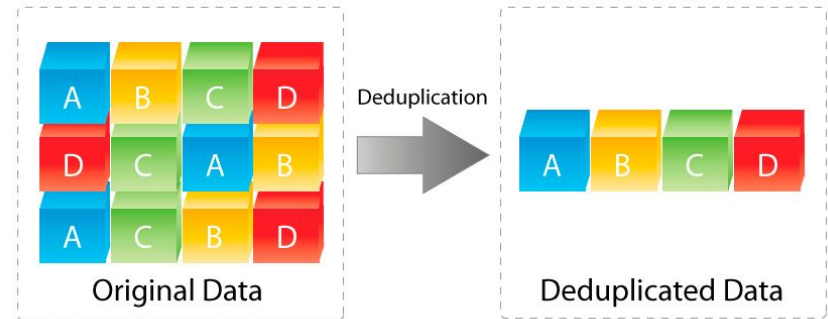 A B C D
D C A B
A C B D
Original Data
Deduplication
A B C D
Deduplicated Data